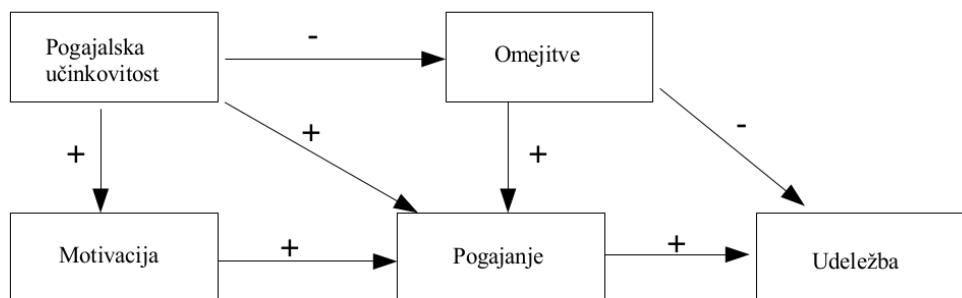 Pogajalska
učinkovitost
-
Omejitve
+
+
+
-
Motivacija
+
Pogajanje
+
Udeležba